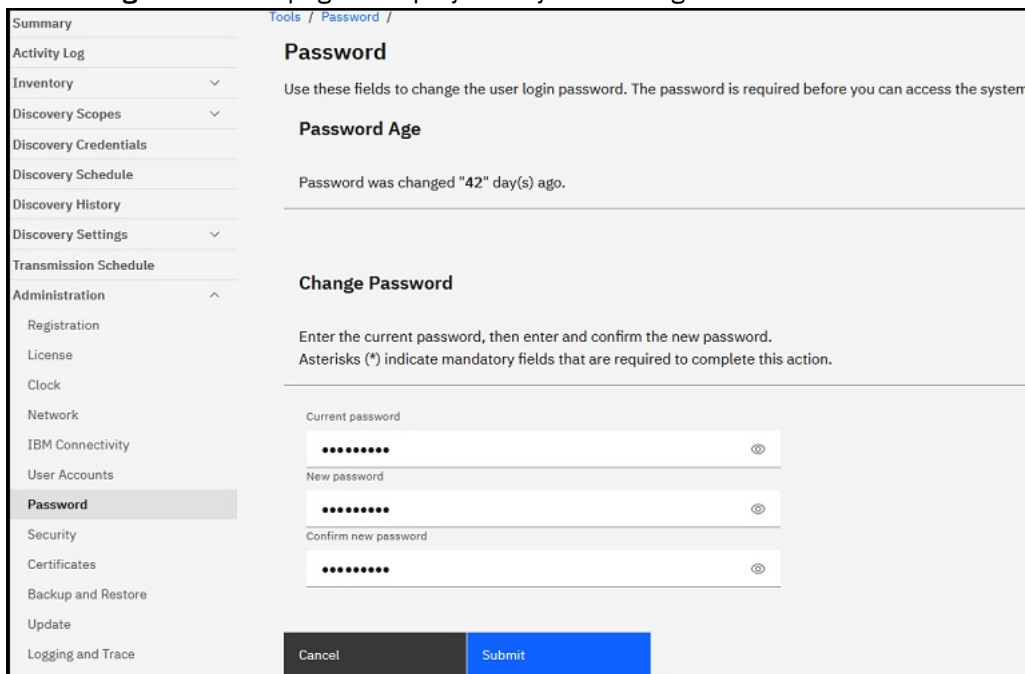 Tools / Password /
Summary
Activity Log
Inventory
Discovery Scopes
Discovery Credentials
Discovery Schedule
Discovery History
Discovery Settings
Transmission Schedule
Administration
Registration
License
Clock
Network
IBM Connectivity
User Accounts
Password
Security
Certificates
Backup and Restore
Update
Logging and Trace
Password
Use these fields to change the user login password. The password is required before you can access the system
Password Age
Password was changed "42" day(s) ago.
Change Password
Enter the current password, then enter and confirm the new password.
Asterisks (*) indicate mandatory fields that are required to complete this action.
Current password
•••••••••
New password
•••••••••
Confirm new password
•••••••••
Cancel
Submit